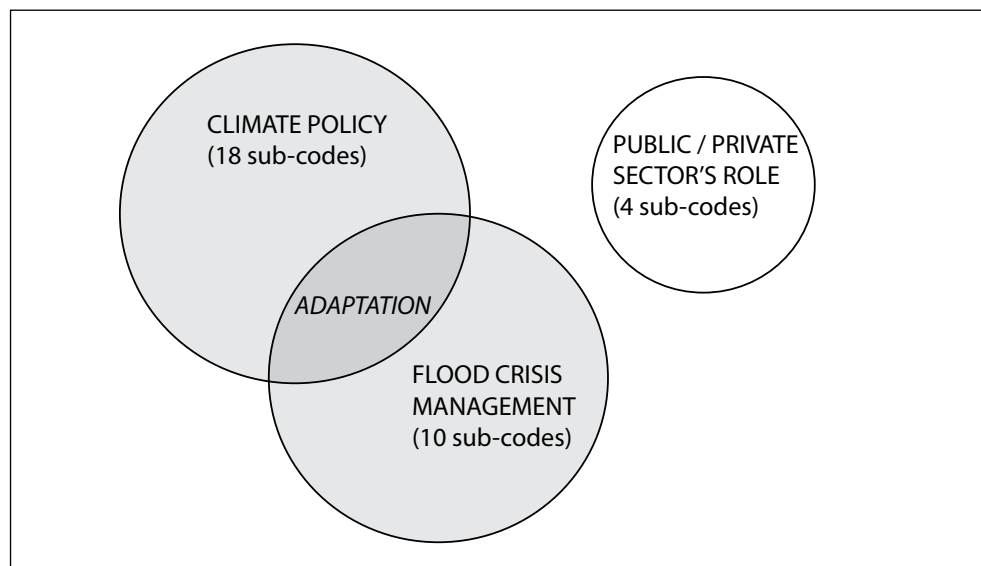 CLIMATE POLICY
(18 sub-codes)
PUBLIC / PRIVATE
SECTOR'S ROLE
(4 sub-codes)
ADAPTATION
FLOOD CRISIS
MANAGEMENT
(10 sub-codes)